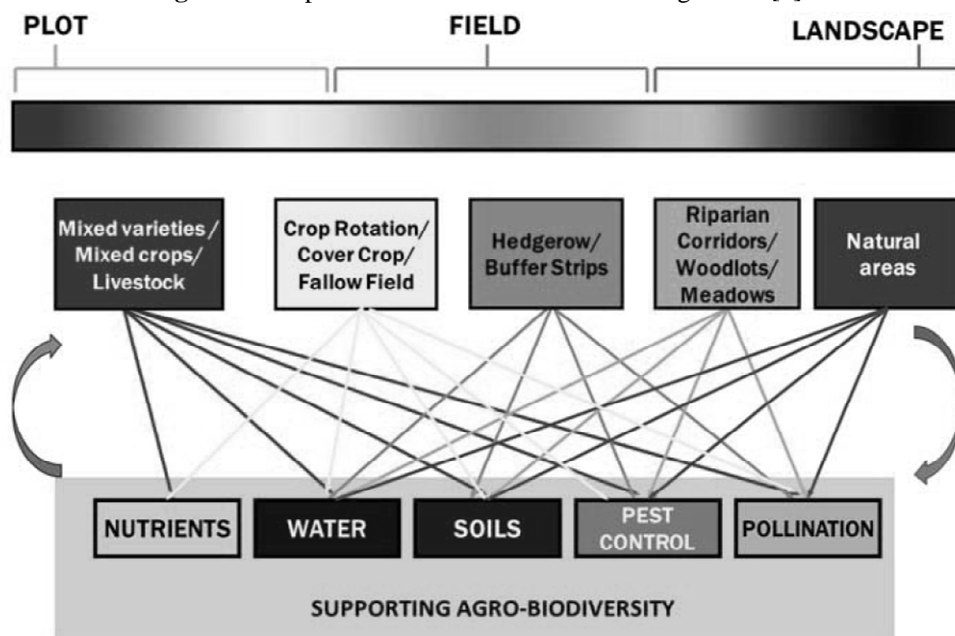 PLOT
FIELD
LANDSCAPE
Mixed varieties/
Mixed crops/
Livestock
Crop Rotation/
Cover Crop/
Fallow Field
Hedgerow/
Buffer Strips
Riparian
Corridors/
Woodlots/
Meadows
Natural
areas
NUTRIENTS
WATER
SOILS
PEST
CONTROL
POLLINATION
SUPPORTING AGRO-BIODIVERSITY